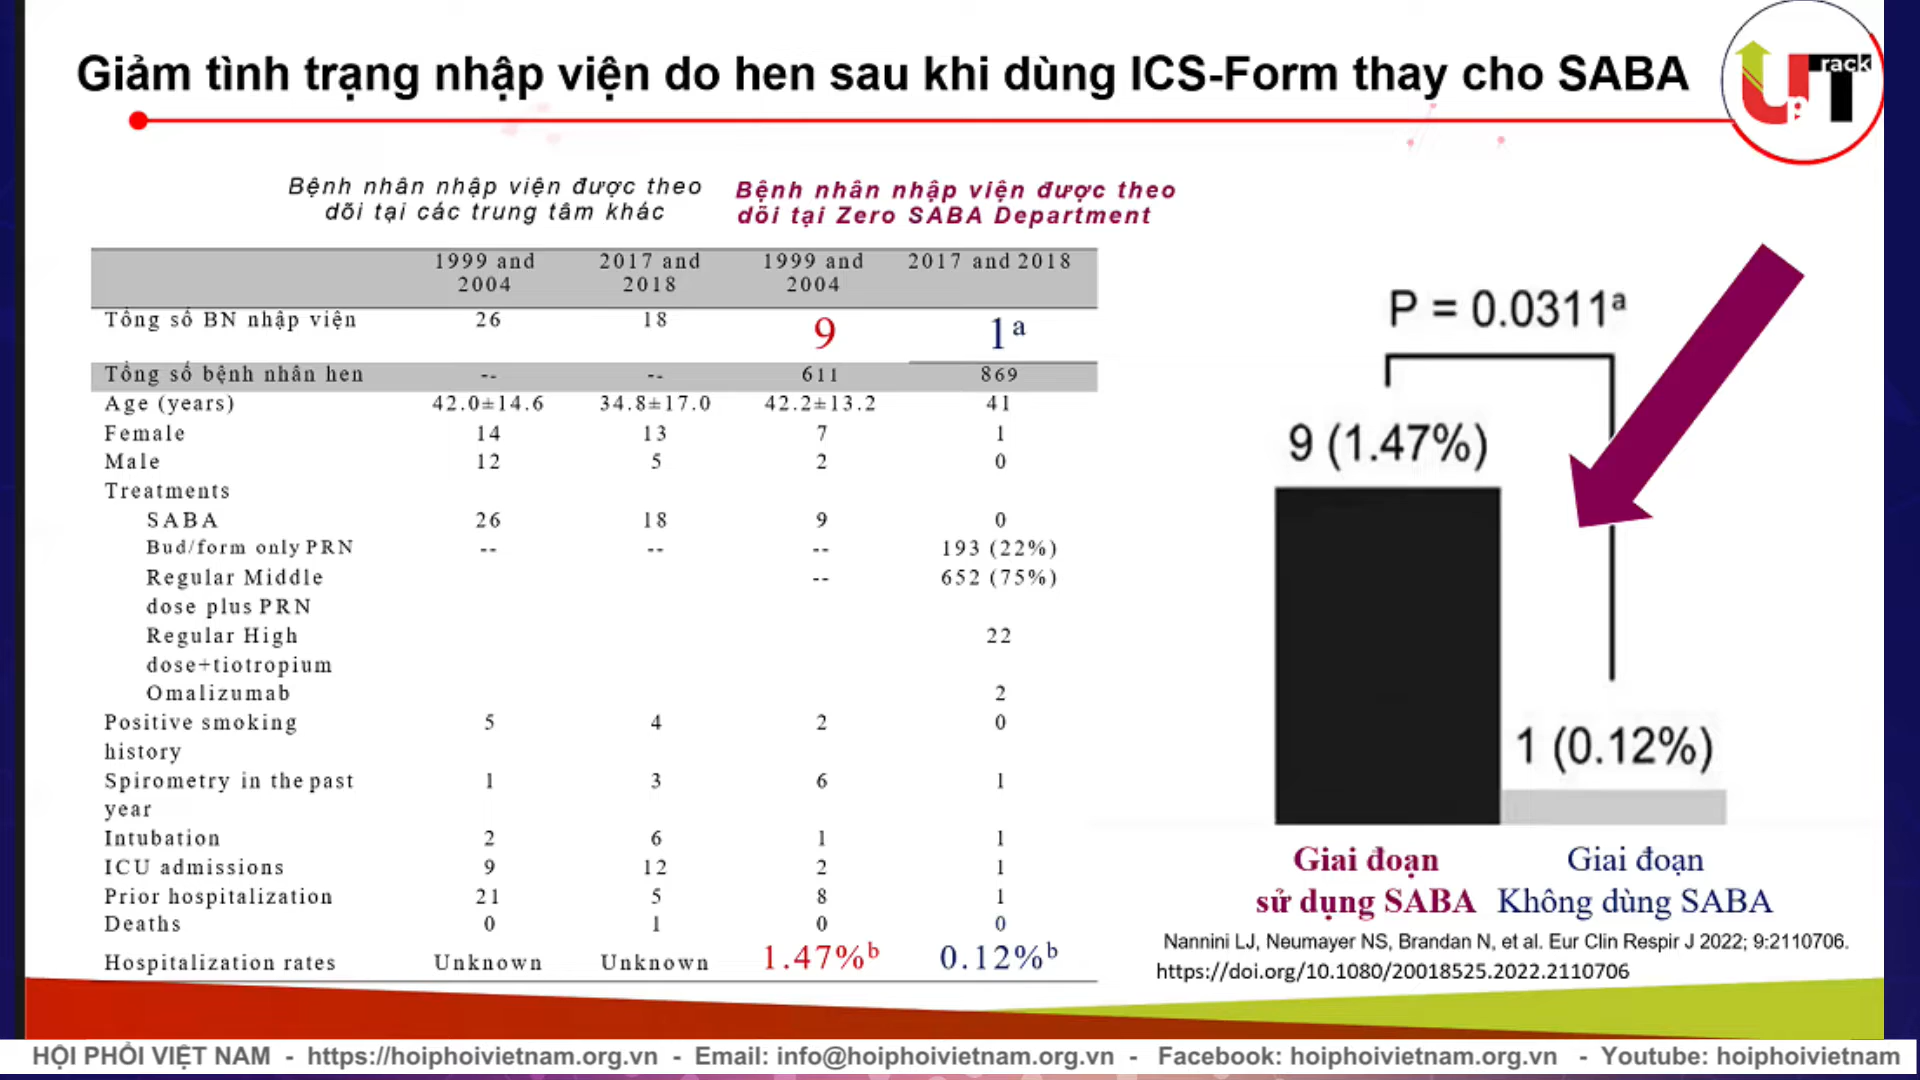 Giảm tình trạng nhập viện do hen sau khi dùng ICS-Form thay cho SABA
UpTrack
Bệnh nhân nhập viện được theo
dõi tại các trung tâm khác
Bệnh nhân nhập viện được theo
dõi tại Zero SABA Department
1999 and 2004 2017 and 2018 1999 and 2004 2017 and 2018
Tổng số BN nhập viện 26 18 9 1ᵃ
Tổng số bệnh nhân hen -- -- 611 869
Age (years) 42.0±14.6 34.8±17.0 42.2±13.2 41
Female 14 13 7 1
Male 12 5 2 0
Treatments
SABA 26 18 9 0
Bud/form only PRN -- -- -- 193 (22%)
Regular Middle -- 652 (75%)
dose plus PRN
Regular High 22
dose+tiotropium
Omalizumab 2
Positive smoking 5 4 2 0
history
Spirometry in the past 1 3 6 1
year
Intubation 2 6 1 1
ICU admissions 9 12 2 1
Prior hospitalization 21 5 8 1
Deaths 0 1 0 0
Hospitalization rates Unknown Unknown 1.47%ᵇ 0.12%ᵇ
P = 0.0311ᵃ
9 (1.47%)
1 (0.12%)
Giai đoạn
sử dụng SABA
Giai đoạn
Không dùng SABA
Nannini LJ, Neumayer NS, Brandan N, et al. Eur Clin Respir J 2022; 9:2110706.
https://doi.org/10.1080/20018525.2022.2110706
HỘI PHỔI VIỆT NAM - https://hoiphoivietnam.org.vn - Email: info@hoiphoivietnam.org.vn - Facebook: hoiphoivietnam.org.vn - Youtube: hoiphoivietnam